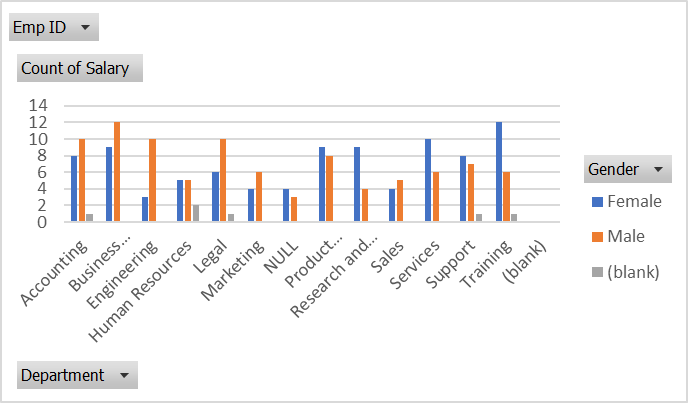 Emp ID
Count of Salary
14
12
10
8
6
4
2
0
Accounting
Business...
Engineering
Human Resources
Legal
Marketing
NULL
Product...
Research and...
Sales
Services
Support
Training
(blank)
Gender
Female
Male
(blank)
Department